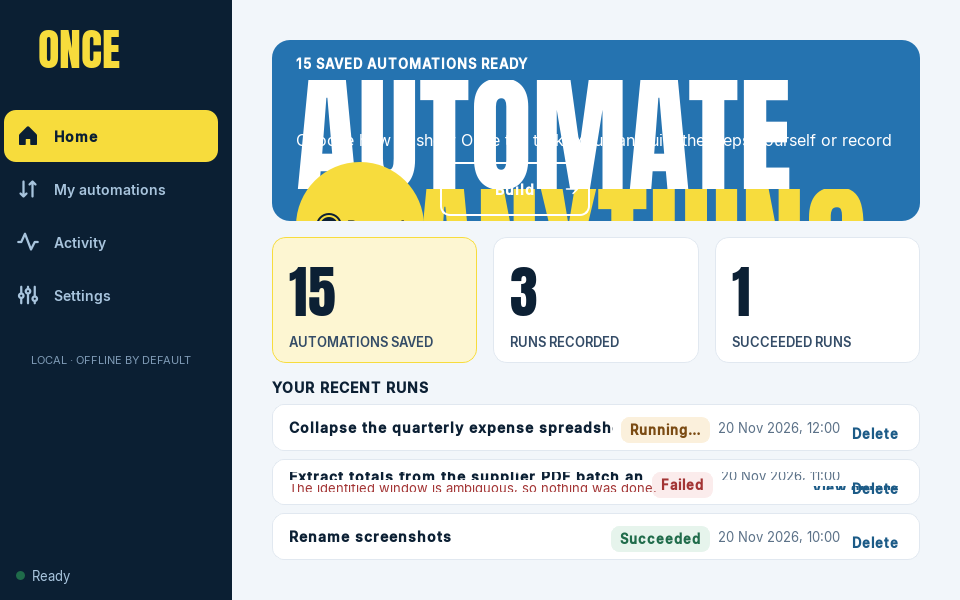 ONCE
Home
My automations
Activity
Settings
LOCAL · OFFLINE BY DEFAULT
Ready
15 SAVED AUTOMATIONS READY
AUTOMATE
ANYTHING
Build →
15
AUTOMATIONS SAVED
3
RUNS RECORDED
1
SUCCEEDED RUNS
YOUR RECENT RUNS
Collapse the quarterly expense spreadsh
Running...
20 Nov 2026, 12:00
Delete
Extract totals from the supplier PDF batch an
The identified window is ambiguous, so nothing was done.
Failed
20 Nov 2026, 11:00
Delete
Rename screenshots
Succeeded
20 Nov 2026, 10:00
Delete